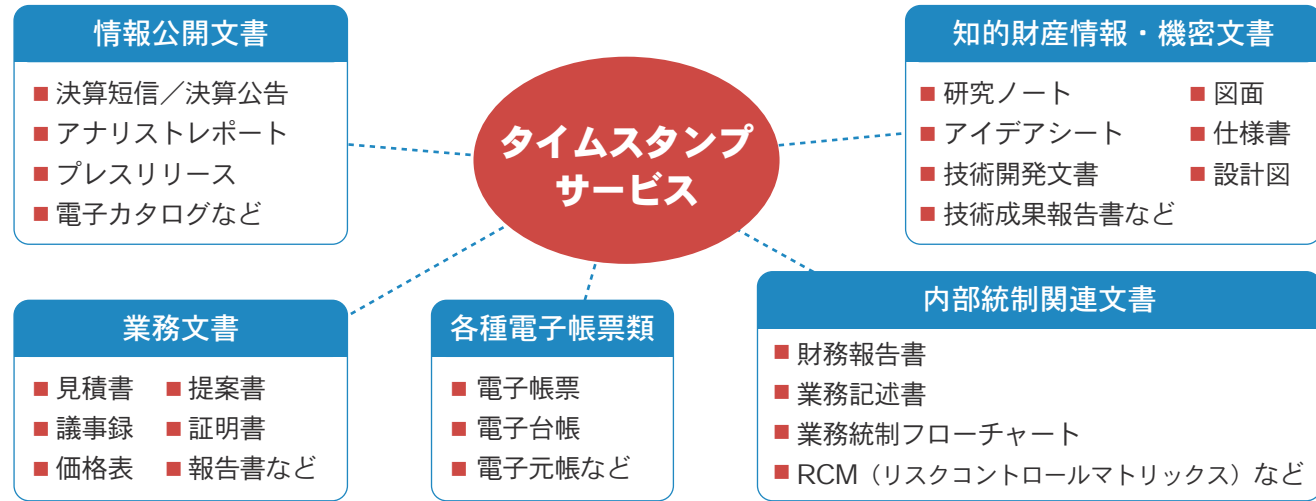 情報公開文書
■ 決算短信／決算公告
■ アナリストレポート
■ プレスリリース
■ 電子カタログなど
タイムスタンプ
サービス
知的財産情報・機密文書
■ 研究ノート ■ 図面
■ アイデアシート ■ 仕様書
■ 技術開発文書 ■ 設計図
■ 技術成果報告書など
業務文書
■ 見積書 ■ 提案書
■ 議事録 ■ 証明書
■ 価格表 ■ 報告書など
各種電子帳票類
■ 電子帳票
■ 電子台帳
■ 電子元帳など
内部統制関連文書
■ 財務報告書
■ 業務記述書
■ 業務統制フローチャート
■ RCM（リスクコントロールマトリックス）など